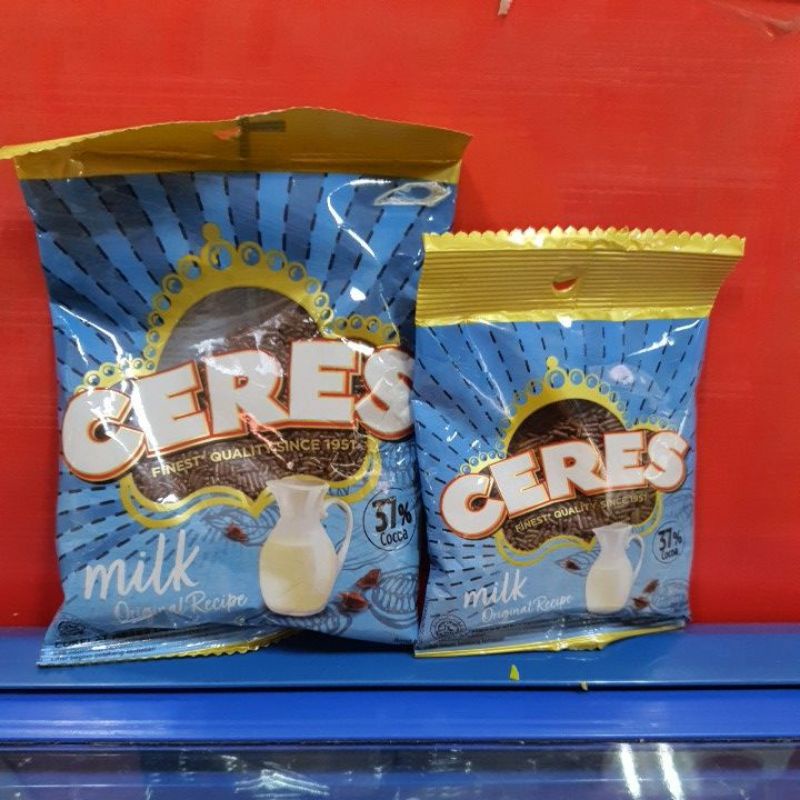 CERES
FINEST QUALITY SINCE 1951
37%
Cocoa
milk
Original Recipe
CERES
FINEST QUALITY SINCE 1951
37%
Cocoa
milk
Original Recipe